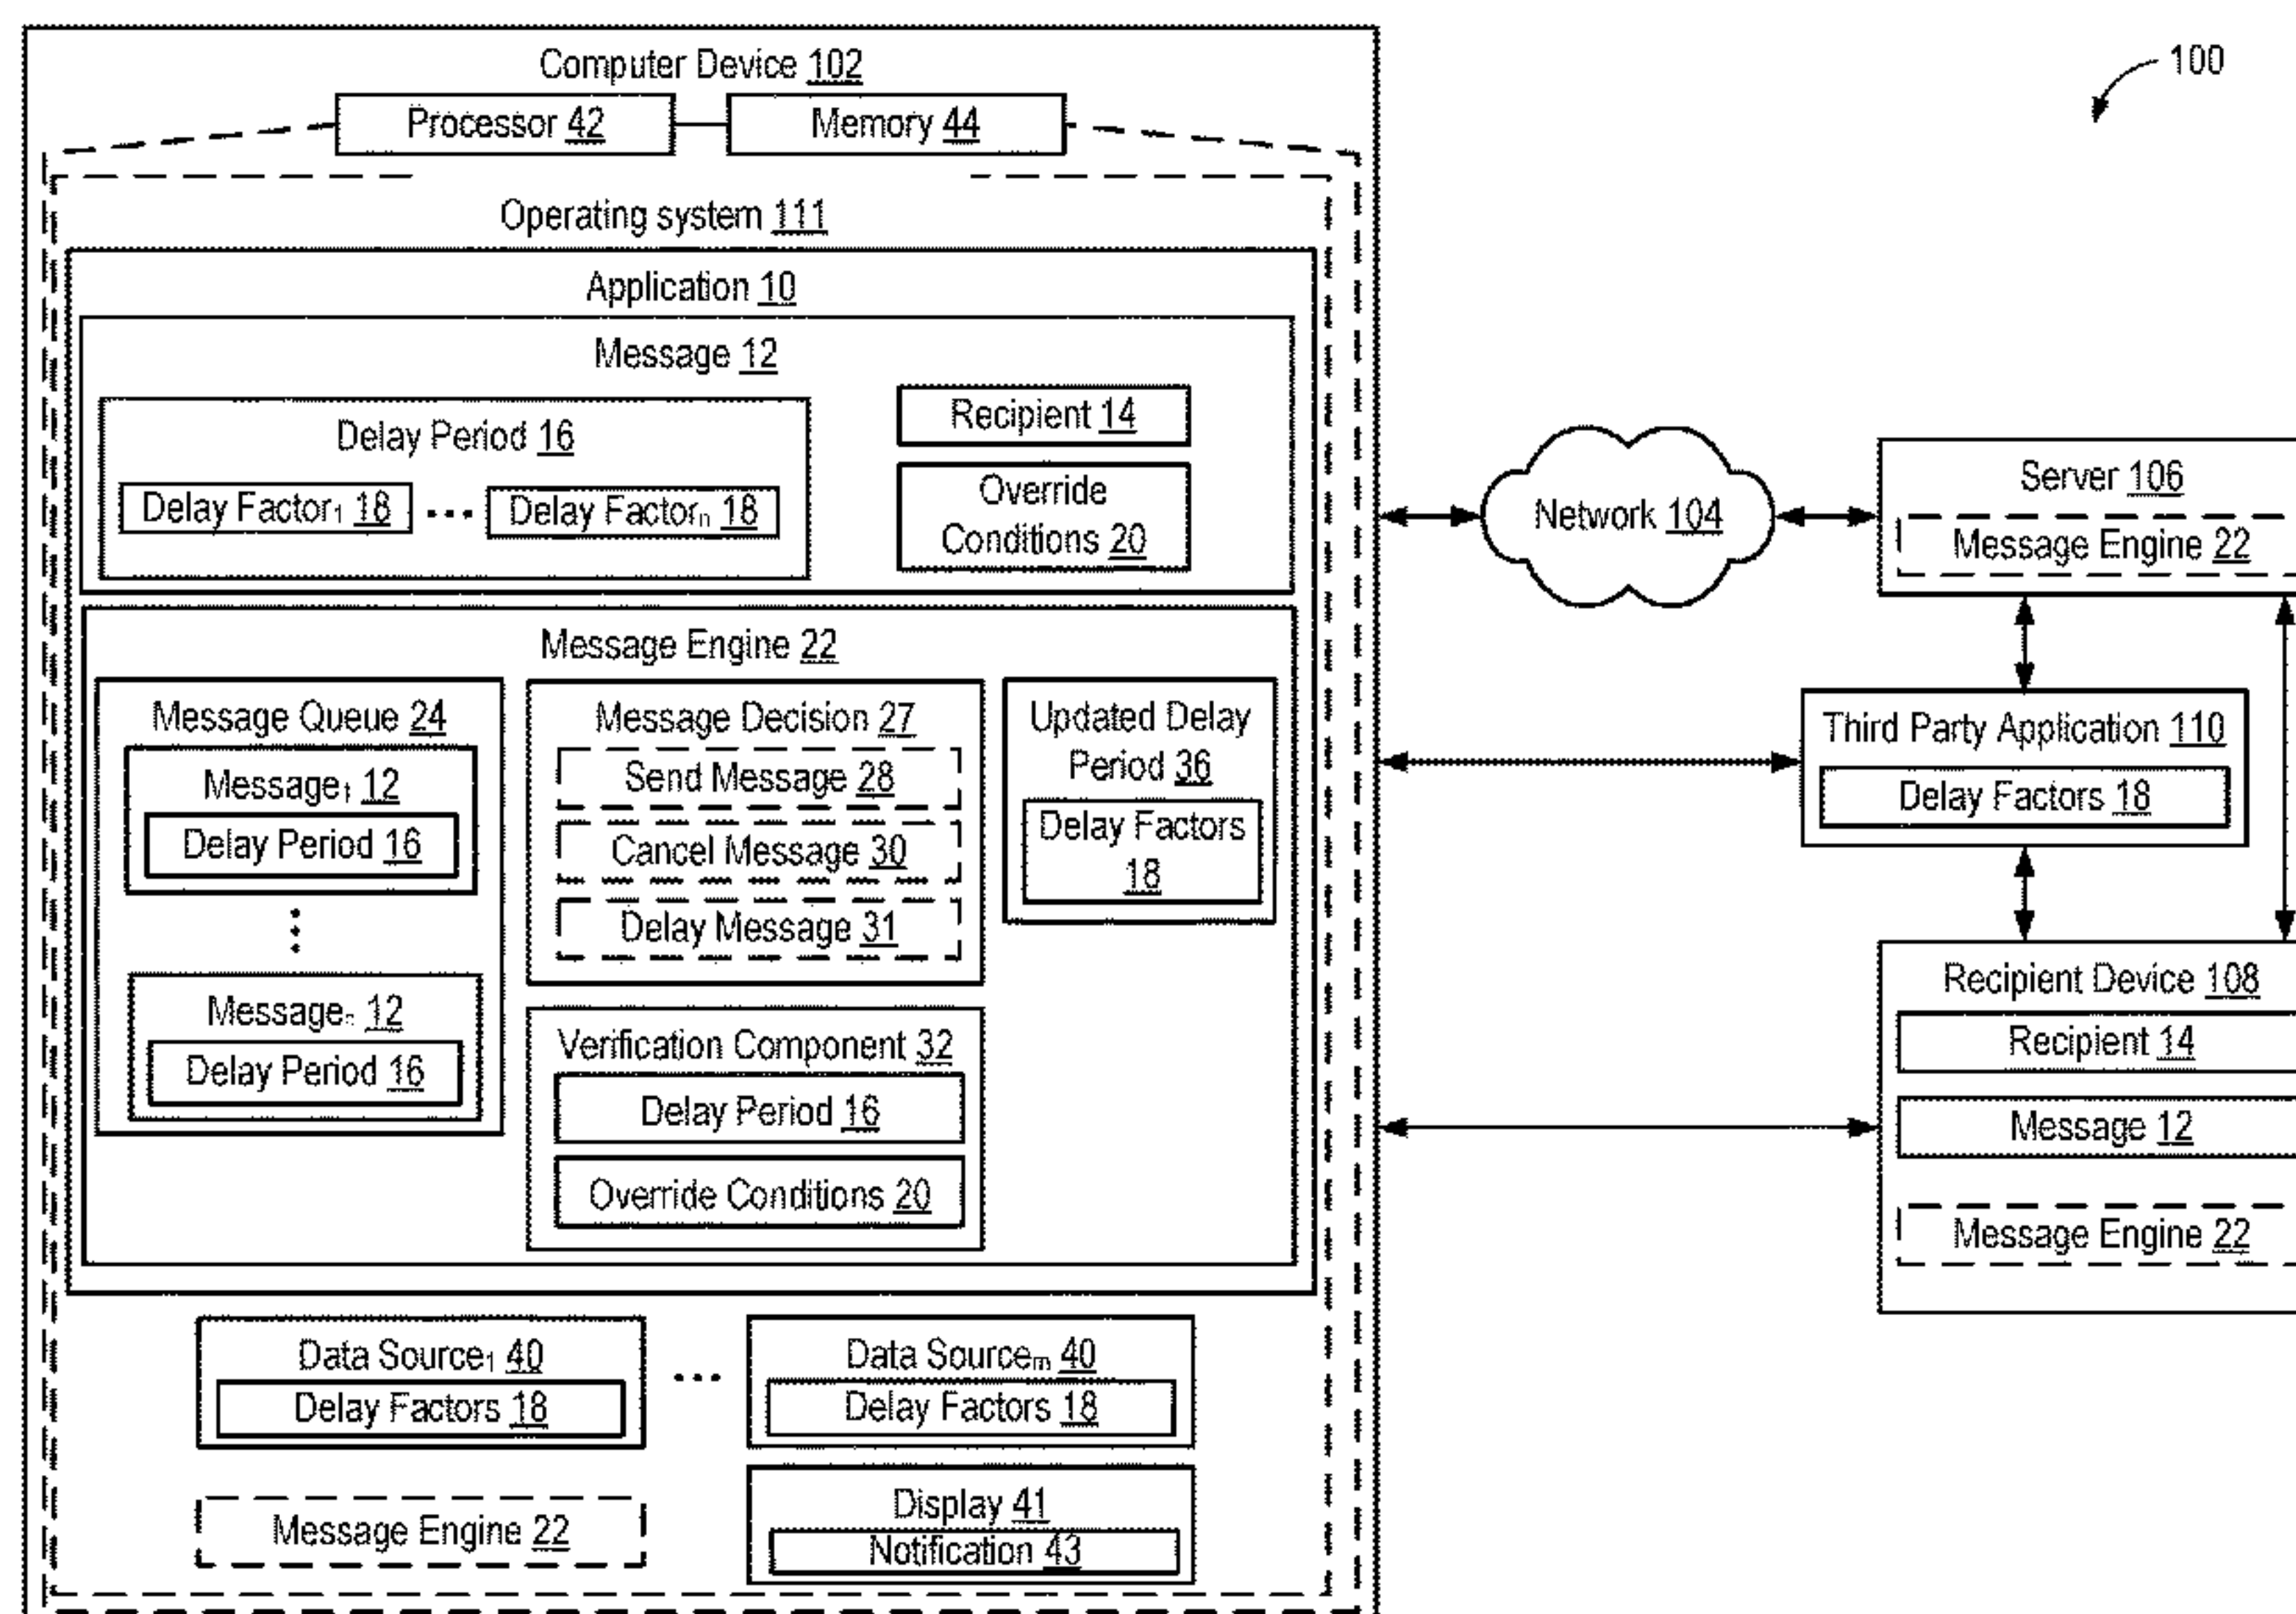 Computer Device 102
100
Processor 42
Memory 44
Operating system 111
Application 10
Message 12
Delay Period 16
Delay Factor1 18 ... Delay Factorn 18
Recipient 14
Override
Conditions 20
Message Engine 22
Message Queue 24
Message1 12
Delay Period 16
Messagen 12
Delay Period 16
Message Decision 27
Send Message 28
Cancel Message 30
Delay Message 31
Verification Component 32
Delay Period 16
Override Conditions 20
Updated Delay
Period 36
Delay Factors
18
Data Source1 40
Delay Factors 18
...
Data Sourcem 40
Delay Factors 18
Message Engine 22
Display 41
Notification 43
Network 104
Server 106
Message Engine 22
Third Party Application 110
Delay Factors 18
Recipient Device 108
Recipient 14
Message 12
Message Engine 22